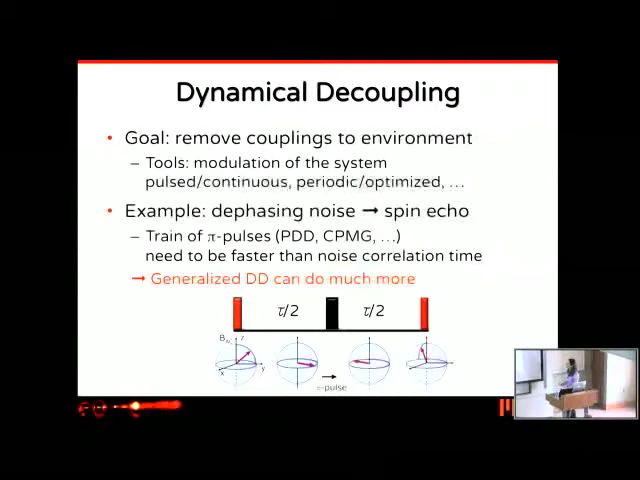 Dynamical Decoupling
• Goal: remove couplings to environment
– Tools: modulation of the system
pulsed/continuous, periodic/optimized, …
• Example: dephasing noise ➞ spin echo
– Train of π-pulses (PDD, CPMG, …)
need to be faster than noise correlation time
➞ Generalized DD can do much more
τ/2 τ/2
z
x y
π-pulse